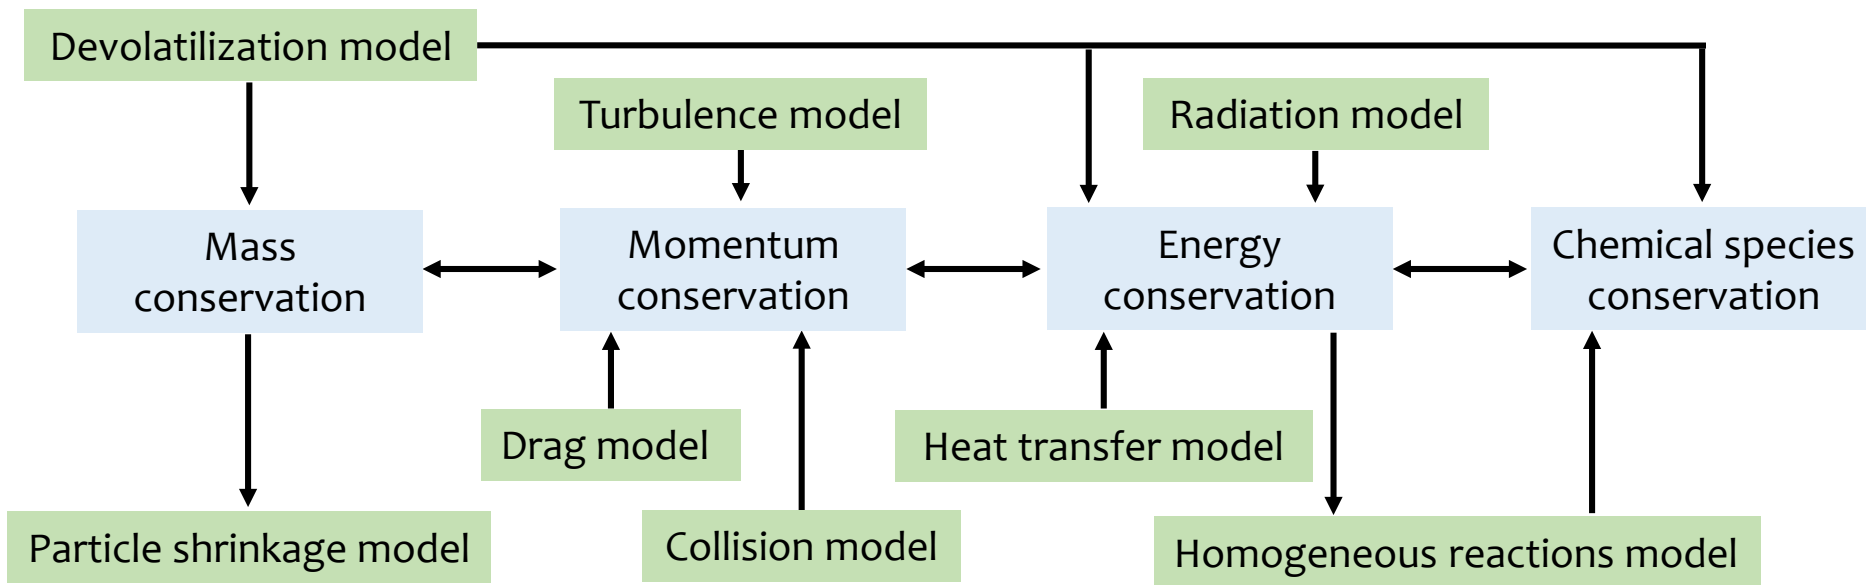 Devolatilization model
Turbulence model
Radiation model
Mass
conservation
Momentum
conservation
Energy
conservation
Chemical species
conservation
Drag model
Heat transfer model
Particle shrinkage model
Collision model
Homogeneous reactions model